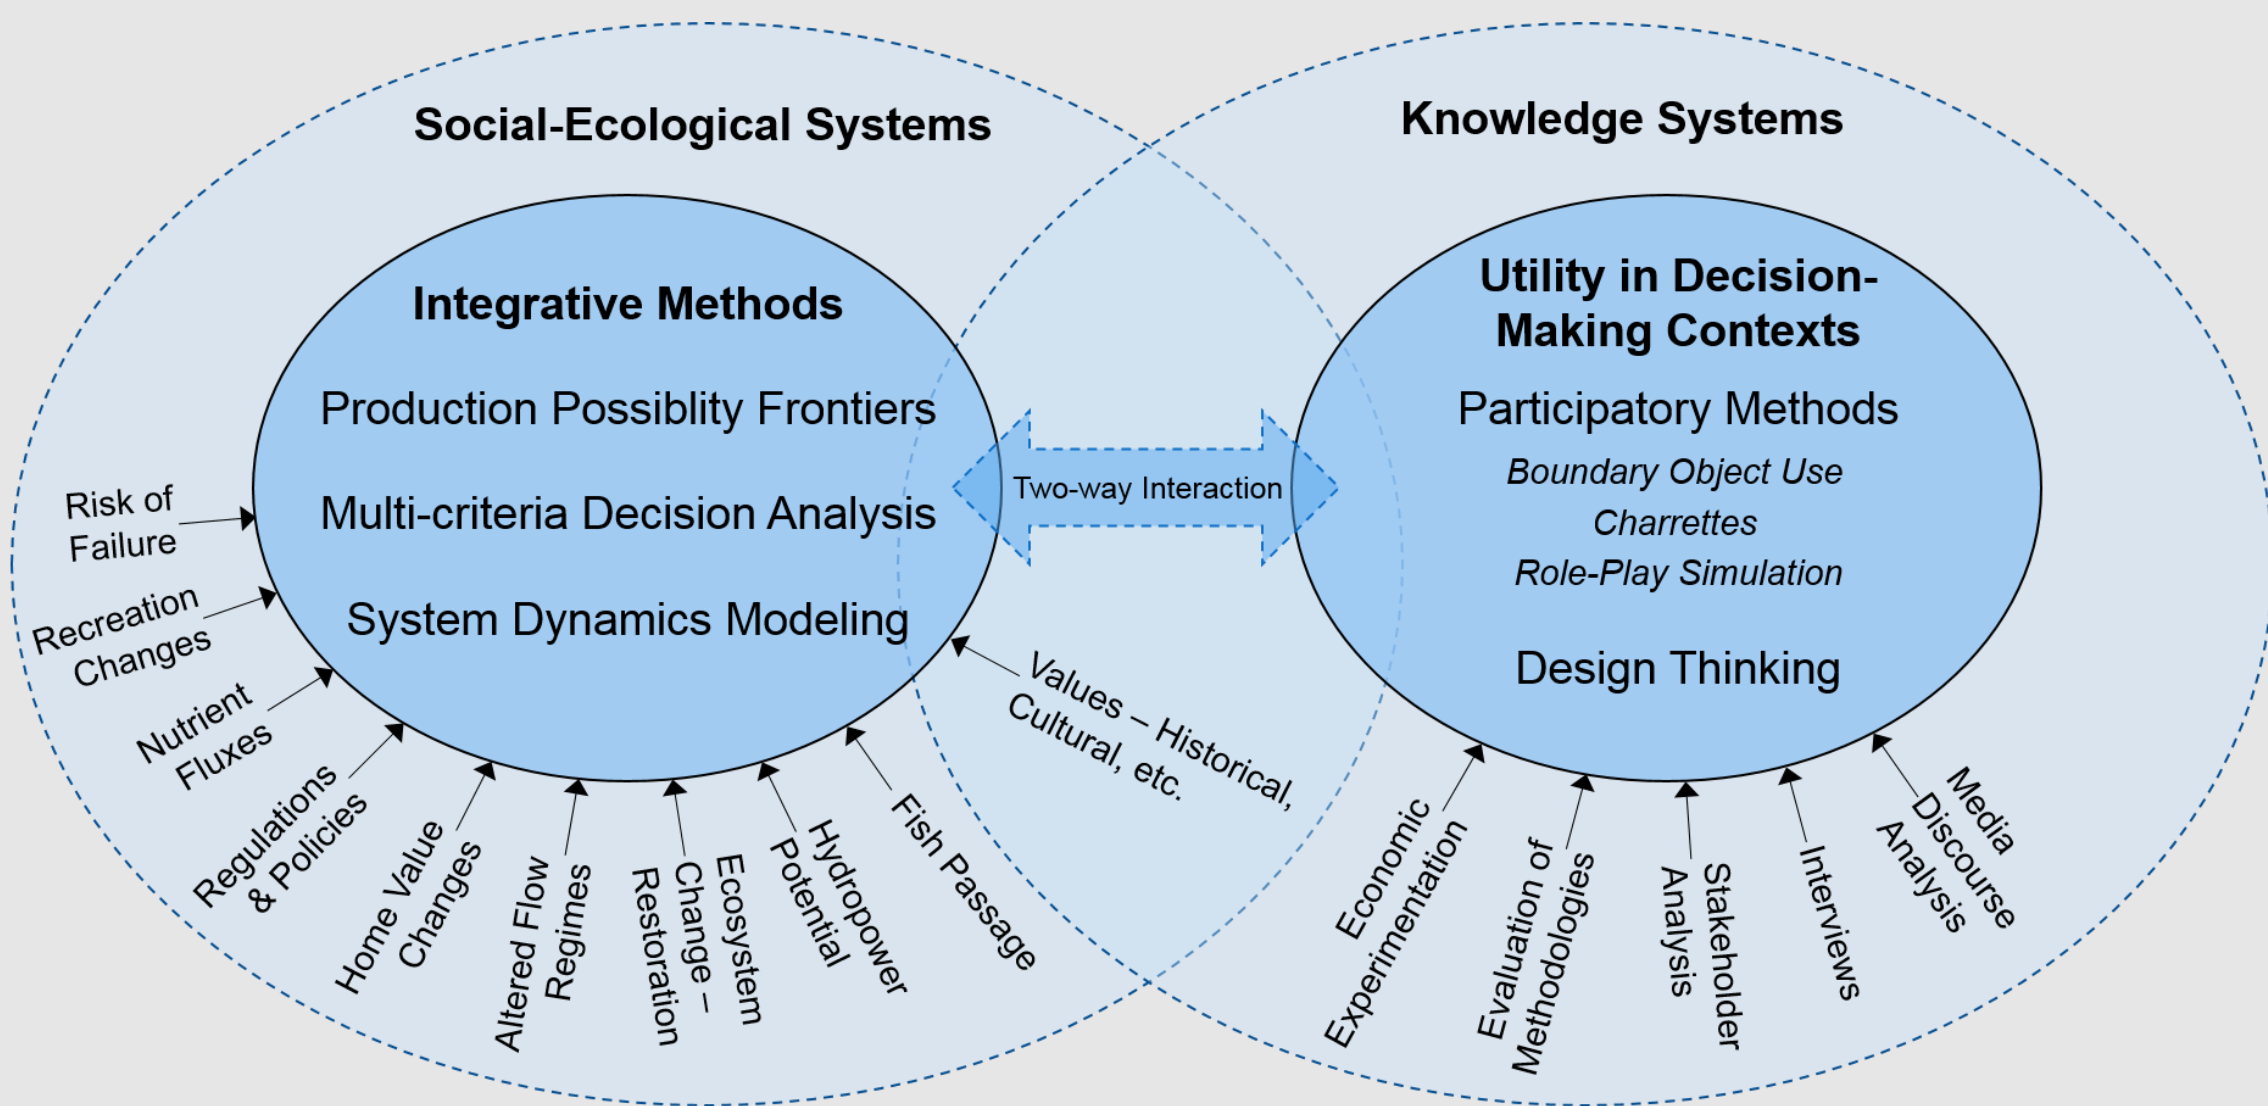 Social-Ecological Systems
Knowledge Systems
Integrative Methods
Production Possiblity Frontiers
Multi-criteria Decision Analysis
System Dynamics Modeling
Two-way Interaction
Utility in Decision-
Making Contexts
Participatory Methods
Boundary Object Use
Charrettes
Role-Play Simulation
Design Thinking
Risk of
Failure
Recreation
Changes
Nutrient
Fluxes
Regulations
& Policies
Home Value
Changes
Altered Flow
Regimes
Ecosystem
Change –
Restoration
Hydropower
Potential
Fish Passage
Values – Historical,
Cultural, etc.
Economic
Experimentation
Evaluation of
Methodologies
Stakeholder
Analysis
Interviews
Media
Discourse
Analysis